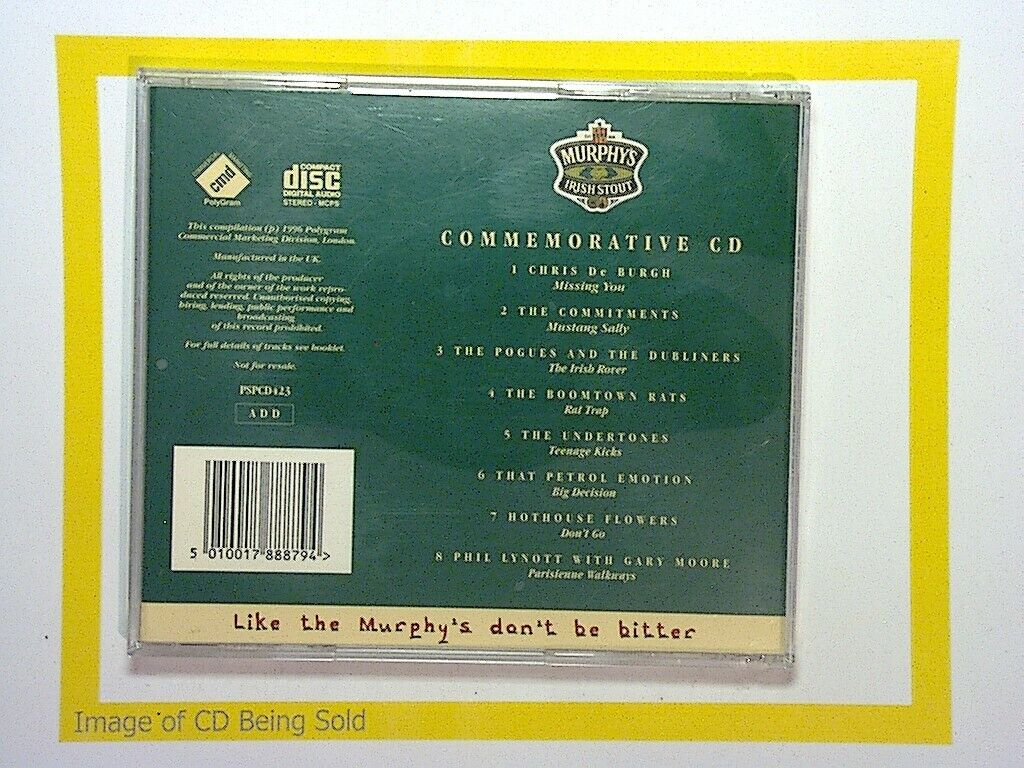 cmd
PolyGram
COMPACT
disc
DIGITAL AUDIO
STEREO - MCPS
This compilation (p) 1996 Polygram
Commercial Marketing Division, London.
Manufactured in the UK.
All rights of the producer
and of the owner of the work repro-
duced reserved. Unauthorised copying,
hiring, lending, public performance and
broadcasting
of this record prohibited.
For full details of tracks see booklet.
Not for resale.
PSPCD423
ADD
5 010017 888794 >
MURPHY'S
IRISH STOUT
COMMEMORATIVE CD
1 CHRIS De BURGH
Missing You
2 THE COMMITMENTS
Mustang Sally
3 THE POGUES AND THE DUBLINERS
The Irish Rover
4 THE BOOMTOWN RATS
Rat Trap
5 THE UNDERTONES
Teenage Kicks
6 THAT PETROL EMOTION
Big Decision
7 HOTHOUSE FLOWERS
Don't Go
8 PHIL LYNOTT WITH GARY MOORE
Parisienne Walkways
Like the Murphy's don't be bitter
Image of CD Being Sold